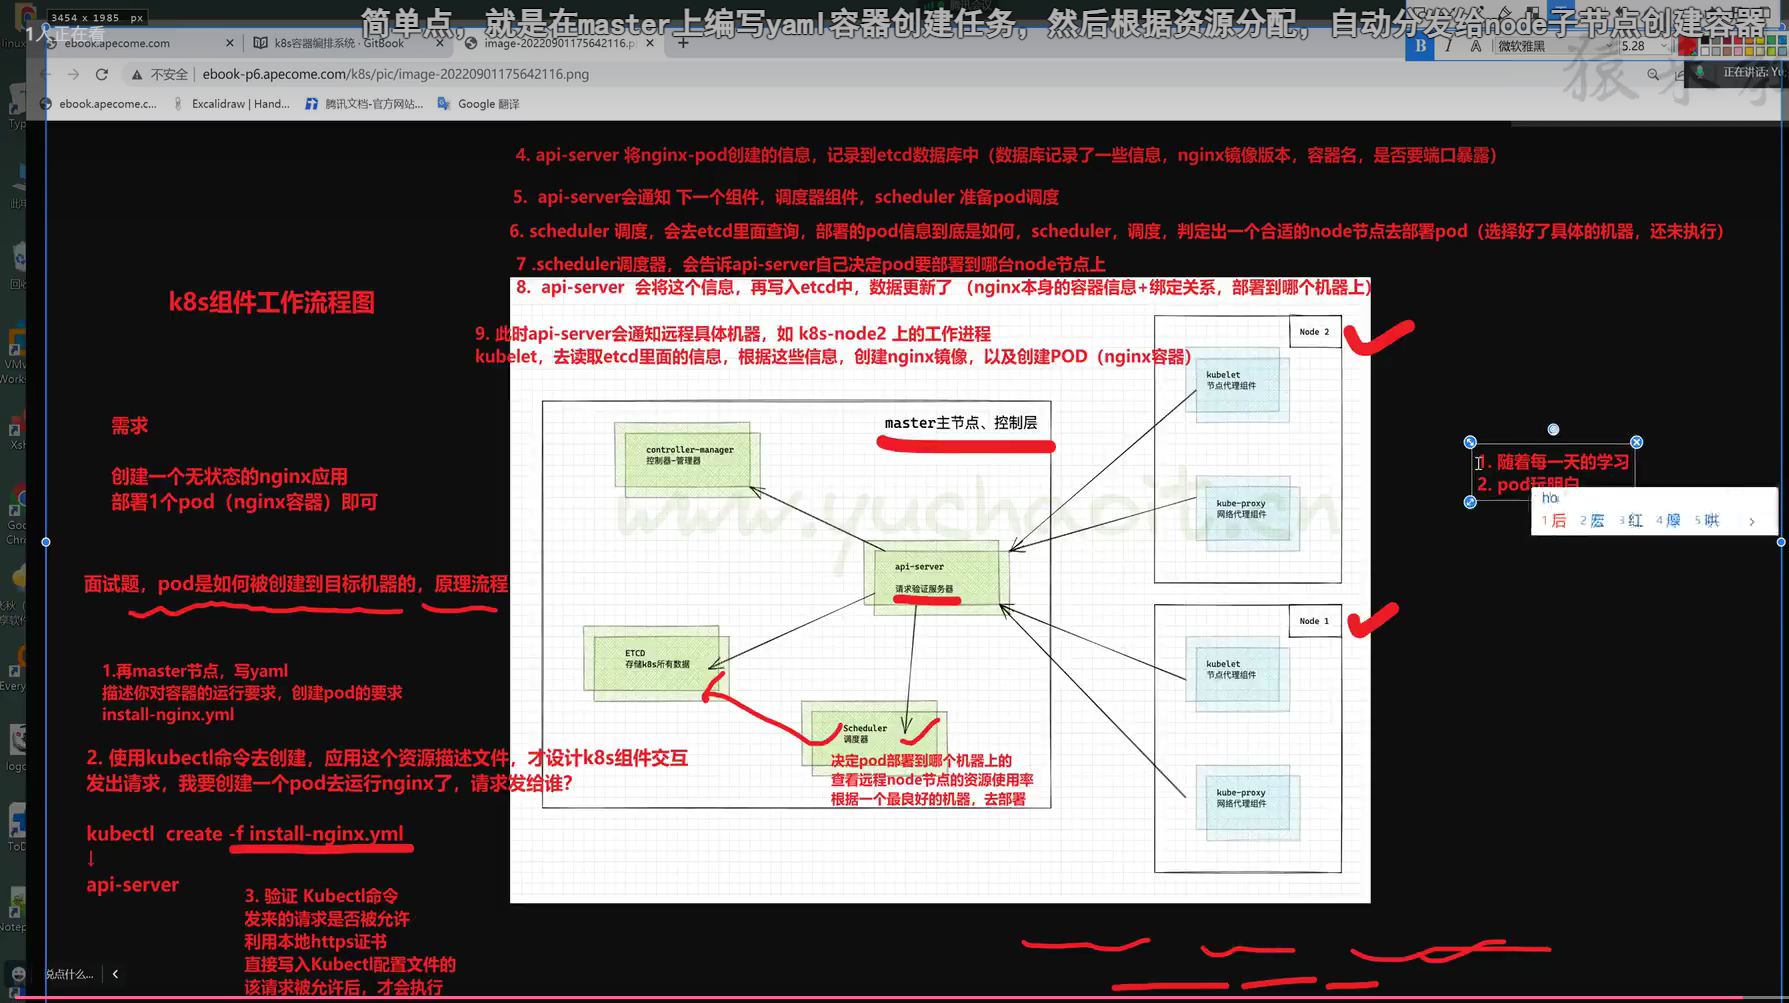 简单点，就是在master上编写yaml容器创建任务，然后根据资源分配，自动分发给node子节点创建容器
3454 x 1985 px
1人正在看
ebook.apecome.com
k8s容器编排系统 · GitBook
image-20220901175642116.png
微软雅黑
5.28
不安全
ebook-p6.apecome.com/k8s/pic/image-20220901175642116.png
正在讲话: Yu
ebook.apecome.c...
Excalidraw | Hand...
腾讯文档-官方网站...
Google 翻译
4. api-server 将nginx-pod创建的信息，记录到etcd数据库中（数据库记录了一些信息，nginx镜像版本，容器名，是否要端口暴露）
5. api-server会通知 下一个组件，调度器组件，scheduler 准备pod调度
6. scheduler 调度，会去etcd里面查询，部署的pod信息到底是如何，scheduler，调度，判定出一个合适的node节点去部署pod（选择好了具体的机器，还未执行）
7 .scheduler调度器，会告诉api-server自己决定pod要部署到哪台node节点上
8. api-server 会将这个信息，再写入etcd中，数据更新了 （nginx本身的容器信息+绑定关系，部署到哪个机器上）
k8s组件工作流程图
9. 此时api-server会通知远程具体机器，如 k8s-node2 上的工作进程
kubelet，去读取etcd里面的信息，根据这些信息，创建nginx镜像，以及创建POD（nginx容器）
Node 2
kubelet
节点代理组件
需求
master主节点、控制层
controller-manager
控制器-管理器
创建一个无状态的nginx应用
部署1个pod（nginx容器）即可
kube-proxy
网络代理组件
1. 随着每一天的学习
2. pod玩明白
ho
1 后 2 宏 3 红 4 厚 5 哄
www.yuchaoit.cn
api-server
请求验证服务器
面试题，pod是如何被创建到目标机器的，原理流程
Node 1
ETCD
存储k8s所有数据
kubelet
节点代理组件
1.再master节点，写yaml
描述你对容器的运行要求，创建pod的要求
install-nginx.yml
Scheduler
调度器
决定pod部署到哪个机器上的
查看远程node节点的资源使用率
根据一个最良好的机器，去部署
2. 使用kubectl命令去创建，应用这个资源描述文件，才设计k8s组件交互
发出请求，我要创建一个pod去运行nginx了，请求发给谁？
kube-proxy
网络代理组件
kubectl create -f install-nginx.yml
↓
api-server
3. 验证 Kubectl命令
发来的请求是否被允许
利用本地https证书
直接写入Kubectl配置文件的
该请求被允许后，才会执行
说点什么...